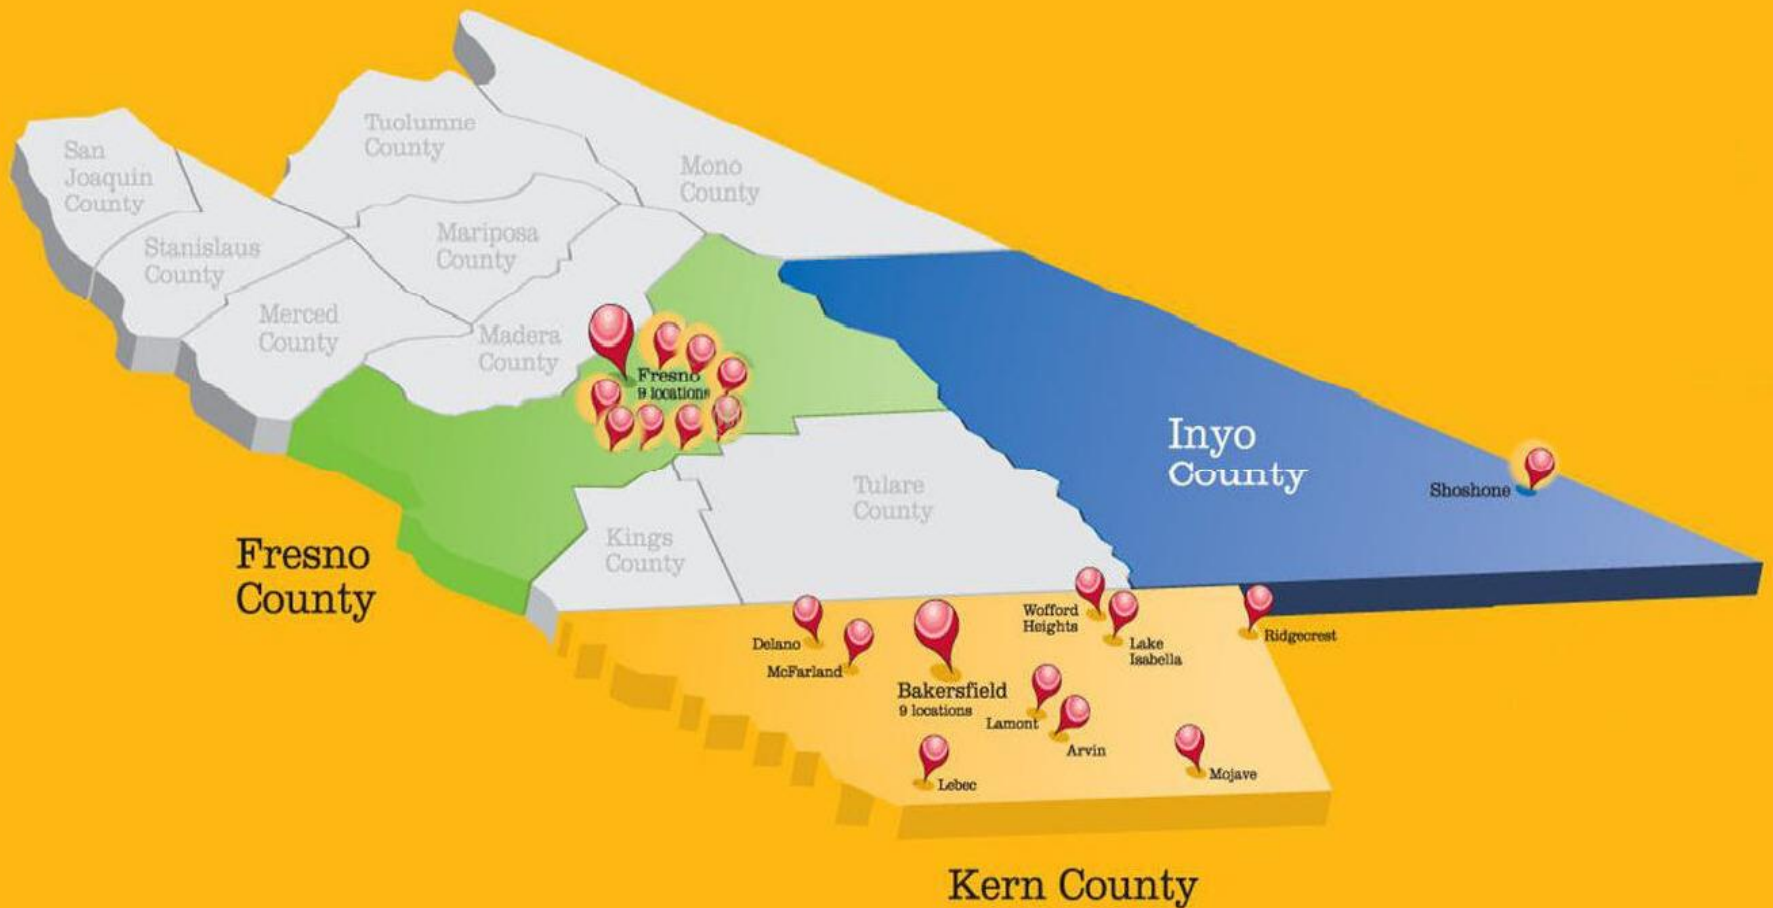 San
Joaquin
County
Tuolumne
County
Mono
County
Stanislaus
County
Mariposa
County
Merced
County
Madera
County
Fresno
9 locations
Inyo
County
Shoshone
Tulare
County
Kings
County
Fresno
County
Delano
McFarland
Bakersfield
9 locations
Wofford
Heights
Lake
Isabella
Ridgecrest
Lamont
Arvin
Lebec
Mojave
Kern County